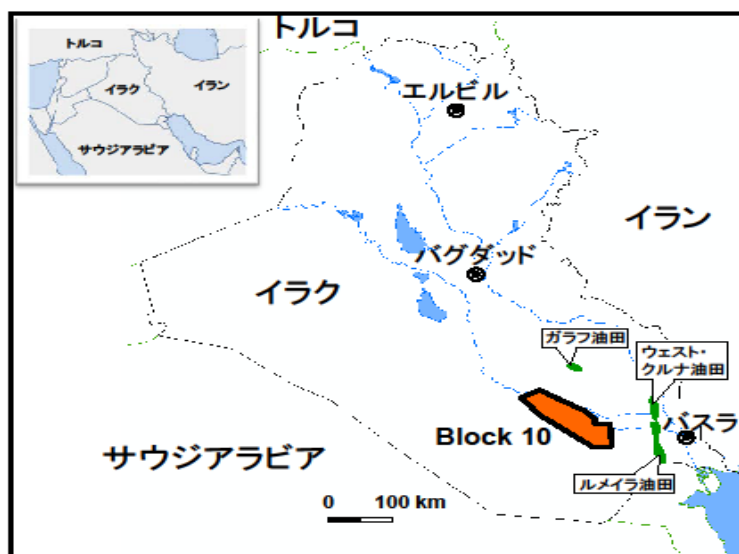 トルコ
イラク
イラン
サウジアラビア
トルコ
エルビル
イラン
バグダッド
イラク
ガラフ油田
ウェスト・
クルナ油田
Block 10
バスラ
サウジアラビア
ルメイラ油田
0 100 km